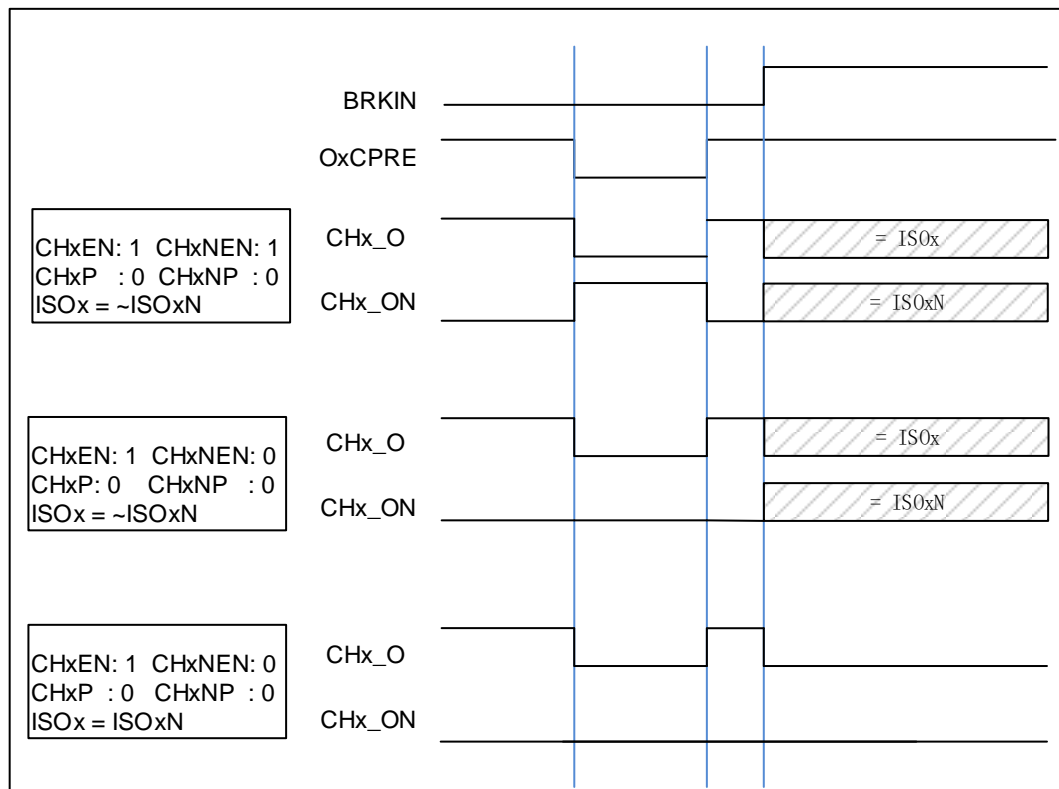 BRKIN
OxCPRE
CHxEN: 1 CHxNEN: 1
CHxP : 0 CHxNP : 0
ISOx = ~ISOxN
CHx_O
= ISOx
CHx_ON
= ISOxN
CHxEN: 1 CHxNEN: 0
CHxP: 0 CHxNP : 0
ISOx = ~ISOxN
CHx_O
= ISOx
CHx_ON
= ISOxN
CHxEN: 1 CHxNEN: 0
CHxP : 0 CHxNP : 0
ISOx = ISOxN
CHx_O
CHx_ON